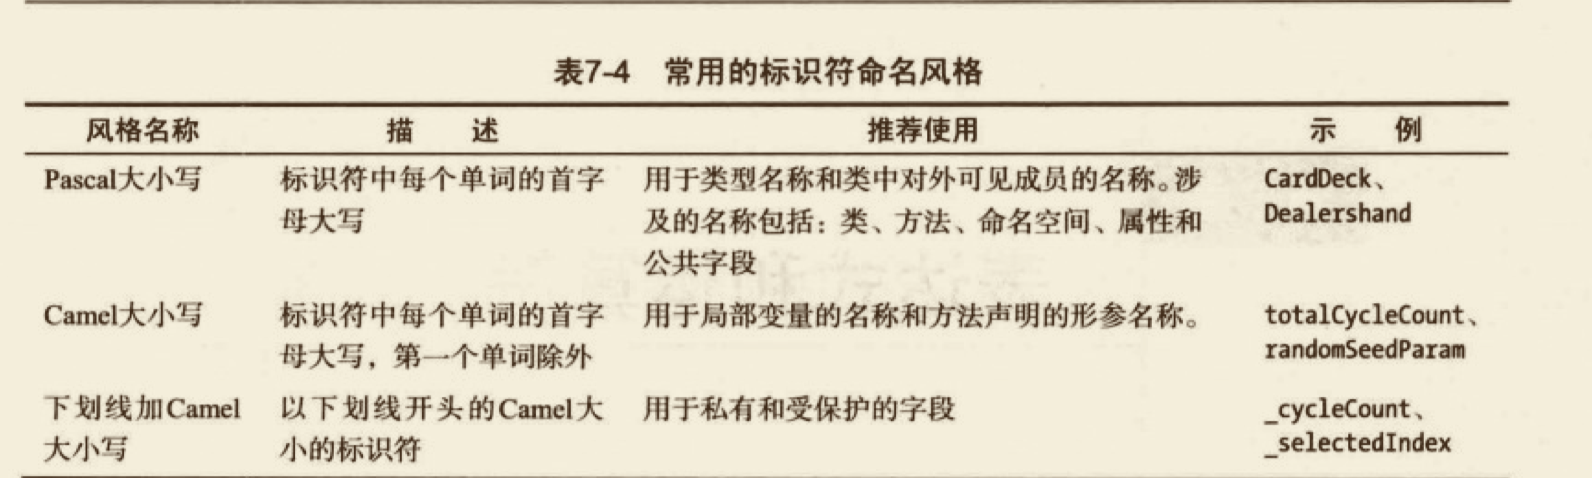 表7-4 常用的标识符命名风格
风格名称 描 述 推荐使用 示 例
Pascal大小写 标识符中每个单词的首字 用于类型名称和类中对外可见成员的名称。涉 CardDeck、
母大写 及的名称包括：类、方法、命名空间、属性和 Dealershand
公共字段
Camel大小写 标识符中每个单词的首字 用于局部变量的名称和方法声明的形参名称。 totalCycleCount、
母大写，第一个单词除外 randomSeedParam
下划线加Camel 以下划线开头的Camel大 用于私有和受保护的字段 _cycleCount、
大小写 小的标识符 _selectedIndex